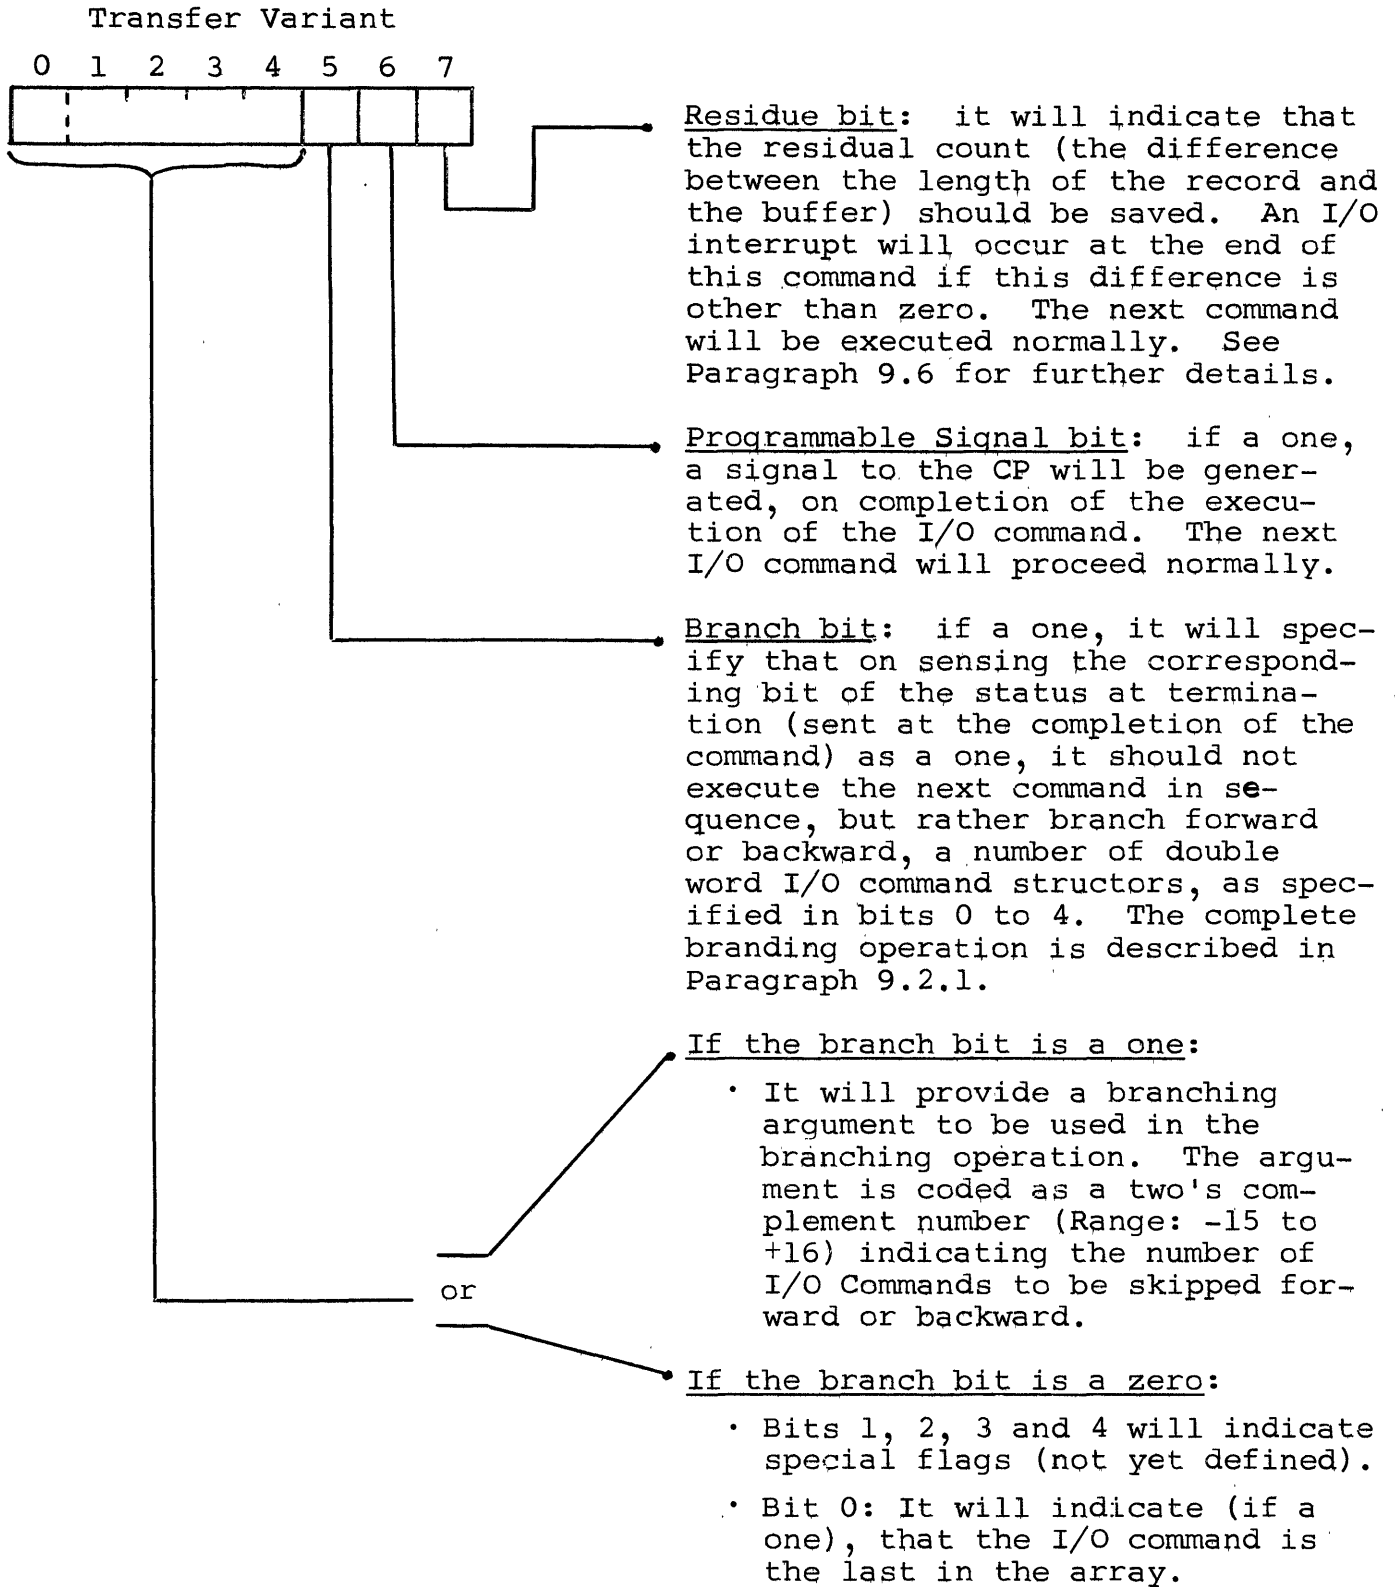 Transfer Variant
0 1 2 3 4 5 6 7
Residue bit: it will indicate that
the residual count (the difference
between the length of the record and
the buffer) should be saved. An I/O
interrupt will occur at the end of
this command if this difference is
other than zero. The next command
will be executed normally. See
Paragraph 9.6 for further details.
Programmable Signal bit: if a one,
a signal to the CP will be gener-
ated, on completion of the execu-
tion of the I/O command. The next
I/O command will proceed normally.
Branch bit: if a one, it will spec-
ify that on sensing the correspond-
ing bit of the status at termina-
tion (sent at the completion of the
command) as a one, it should not
execute the next command in se-
quence, but rather branch forward
or backward, a number of double
word I/O command structors, as spec-
ified in bits 0 to 4. The complete
branding operation is described in
Paragraph 9.2.1.
If the branch bit is a one:
· It will provide a branching
argument to be used in the
branching operation. The argu-
ment is coded as a two's com-
plement number (Range: -15 to
+16) indicating the number of
I/O Commands to be skipped for-
ward or backward.
or
If the branch bit is a zero:
· Bits 1, 2, 3 and 4 will indicate
special flags (not yet defined).
· Bit 0: It will indicate (if a
one), that the I/O command is
the last in the array.